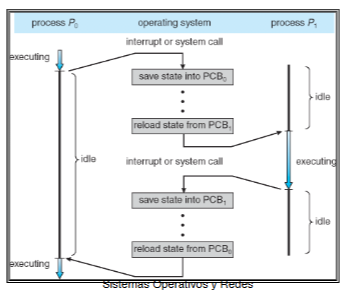 process P0 operating system process P1
interrupt or system call
executing
save state into PCB0
idle
reload state from PCB1
idle
interrupt or system call
executing
save state into PCB1
idle
reload state from PCB0
executing
Sistemas Operativos y Redes